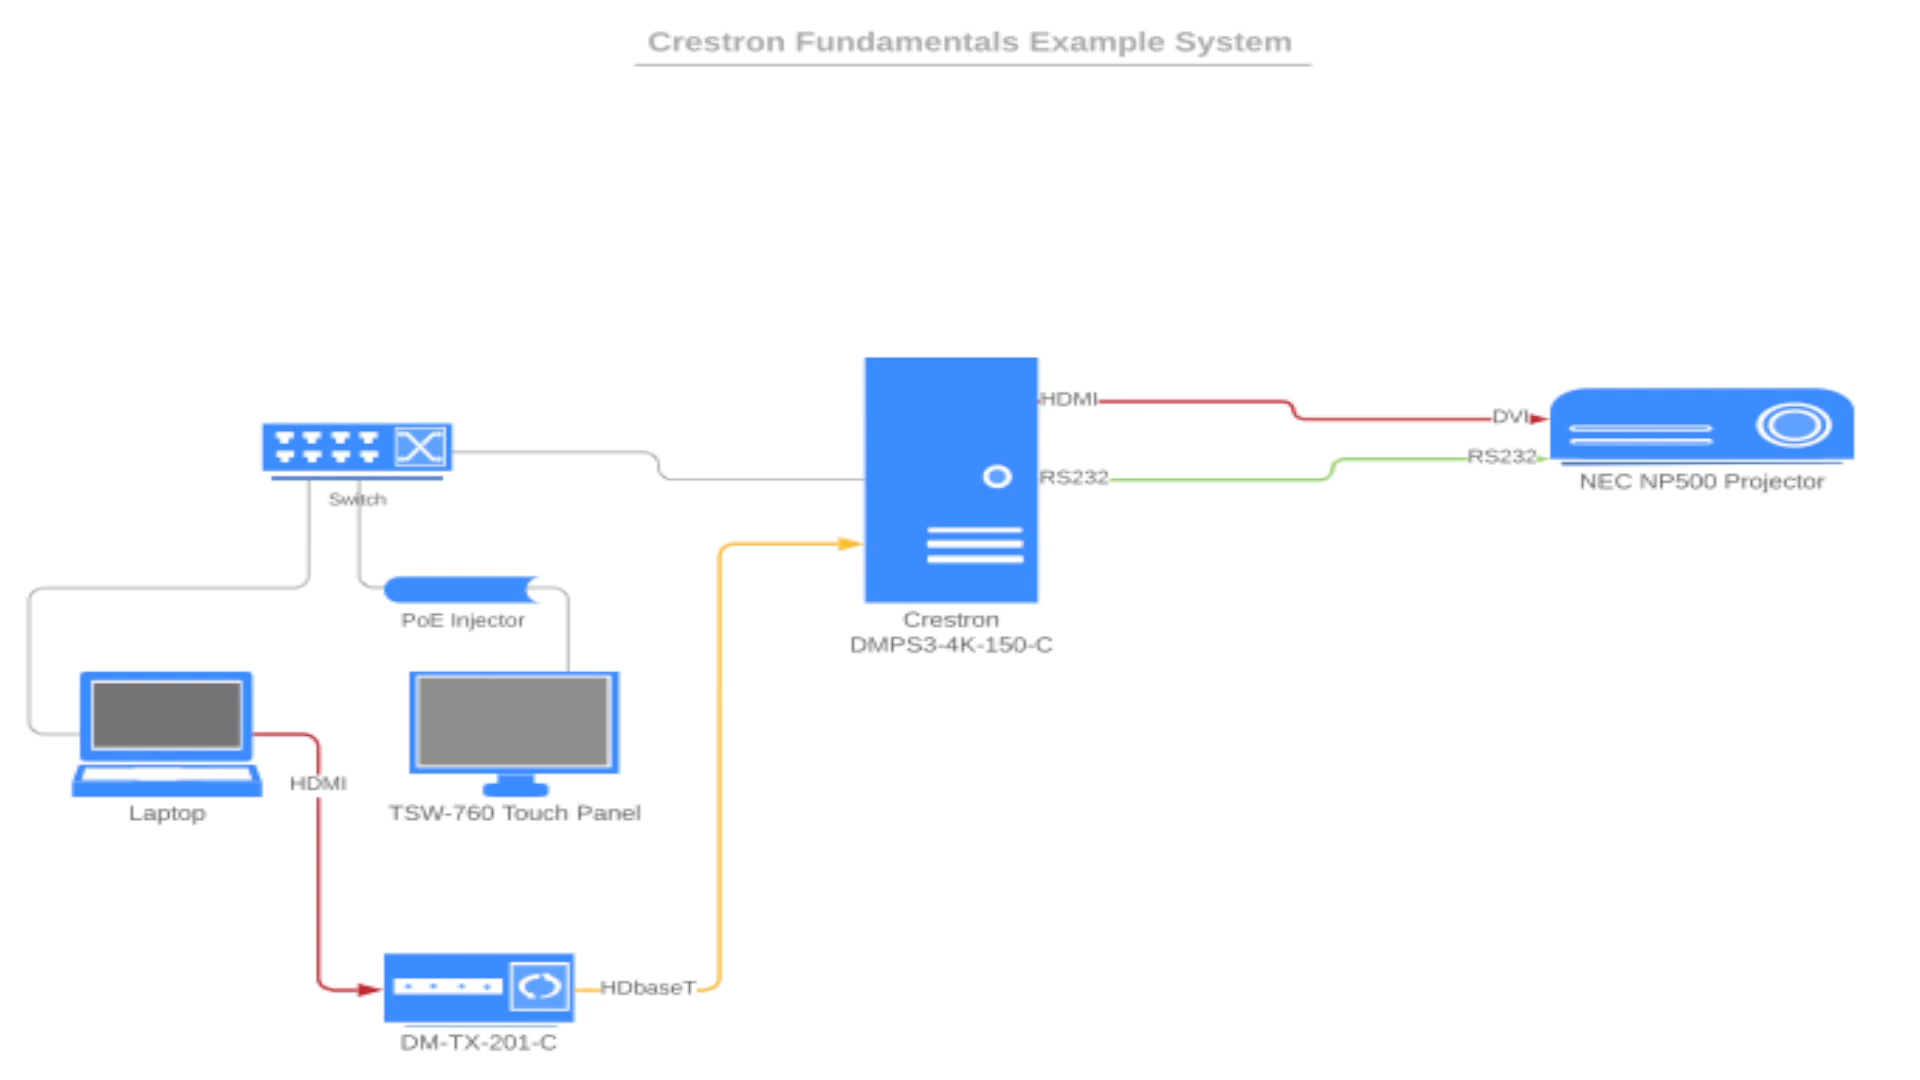 Crestron Fundamentals Example System
HDMI
DVI
RS232
RS232
NEC NP500 Projector
Switch
PoE Injector
Crestron
DMPS3-4K-150-C
HDMI
Laptop
TSW-760 Touch Panel
HDbaseT
DM-TX-201-C